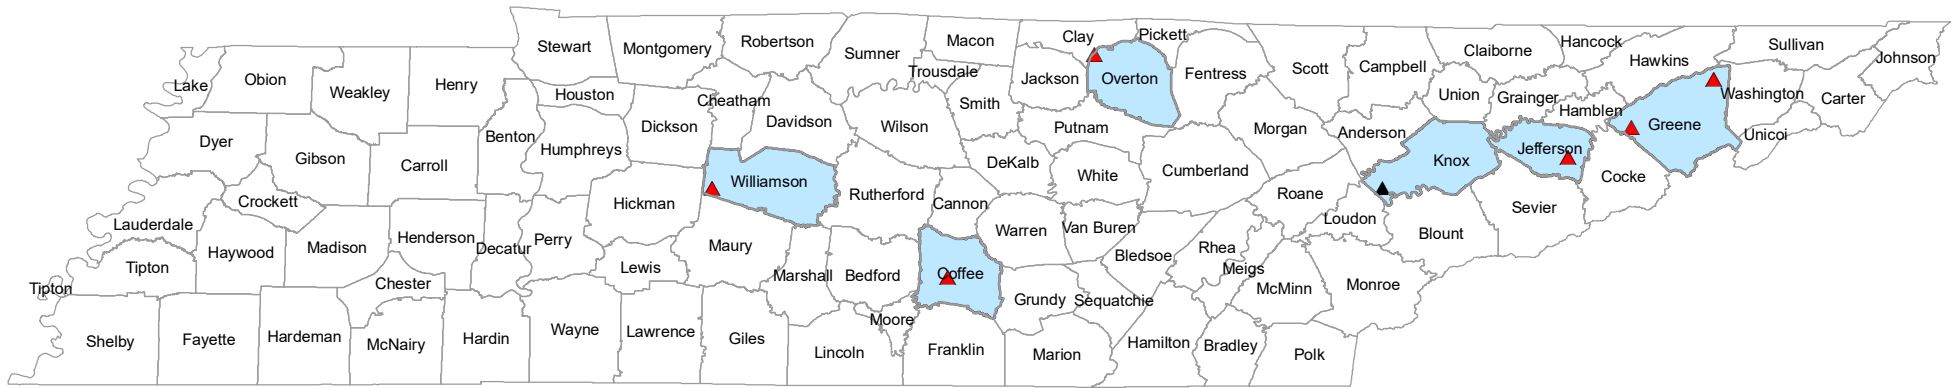 Stewart
Montgomery
Robertson
Sumner
Macon
Clay
Pickett
Claiborne
Hancock
Hawkins
Sullivan
Johnson
Lake
Obion
Weakley
Henry
Houston
Cheatham
Trousdale
Jackson
Overton
Fentress
Scott
Campbell
Union
Grainger
Hamblen
Greene
Washington
Carter
Unicoi
Dyer
Gibson
Carroll
Benton
Humphreys
Dickson
Davidson
Wilson
Smith
Putnam
Morgan
Anderson
Knox
Jefferson
Cocke
Crockett
Williamson
DeKalb
White
Cumberland
Roane
Loudon
Sevier
Blount
Lauderdale
Haywood
Madison
Henderson
Decatur
Perry
Hickman
Maury
Rutherford
Cannon
Warren
Van Buren
Rhea
Tipton
Tipton
Chester
Lewis
Marshall
Bedford
Coffee
Grundy
Sequatchie
Bledsoe
Meigs
McMinn
Monroe
Shelby
Fayette
Hardeman
McNairy
Hardin
Wayne
Lawrence
Giles
Lincoln
Moore
Franklin
Marion
Hamilton
Bradley
Polk